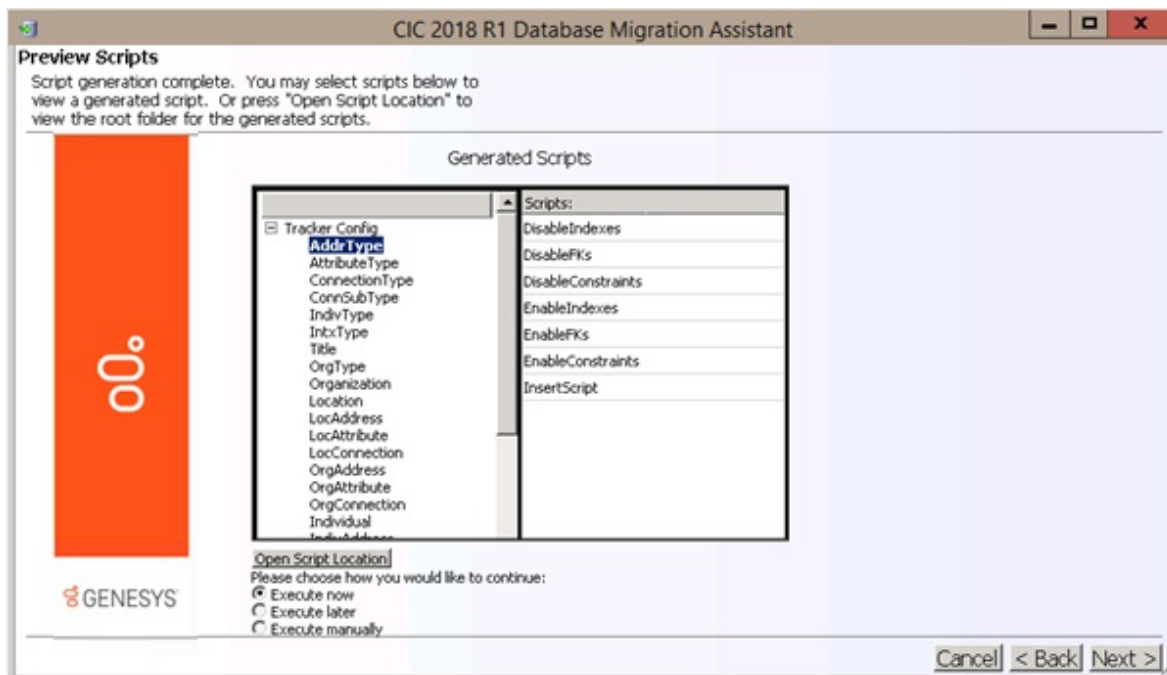 CIC 2018 R1 Database Migration Assistant
Preview Scripts
Script generation complete. You may select scripts below to
view a generated script. Or press "Open Script Location" to
view the root folder for the generated scripts.
Generated Scripts
Tracker Config
AddrType
AttributeType
ConnectionType
ConnSubType
IndivType
IntxType
Title
OrgType
Organization
Location
LocAddress
LocAttribute
LocConnection
OrgAddress
OrgAttribute
OrgConnection
Individual
IndivAddress
Scripts:
DisableIndexes
DisableFKs
DisableConstraints
EnableIndexes
EnableFKs
EnableConstraints
InsertScript
Open Script Location
Please choose how you would like to continue:
Execute now
Execute later
Execute manually
GENESYS
Cancel < Back Next >